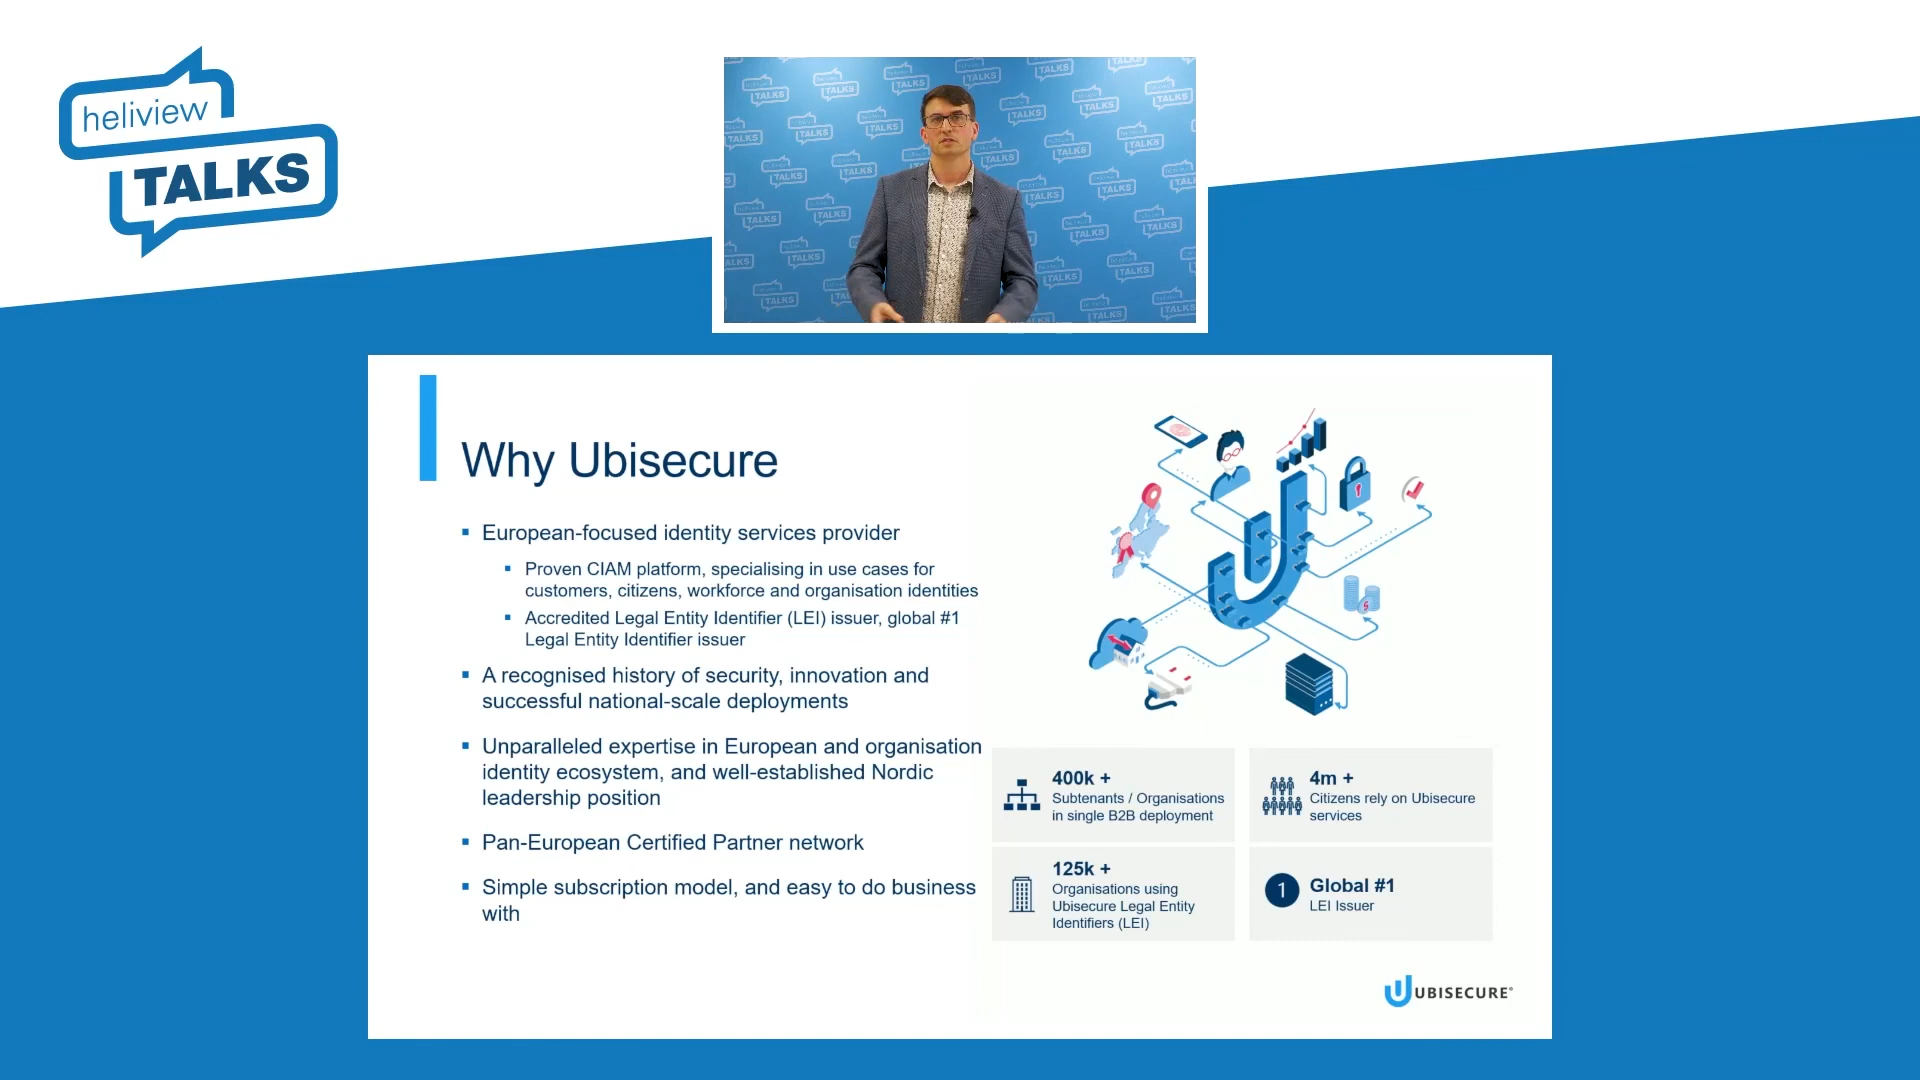 heliview
TALKS
Why Ubisecure
▪ European-focused identity services provider
▪ Proven CIAM platform, specialising in use cases for
customers, citizens, workforce and organisation identities
▪ Accredited Legal Entity Identifier (LEI) issuer, global #1
Legal Entity Identifier issuer
▪ A recognised history of security, innovation and
successful national-scale deployments
▪ Unparalleled expertise in European and organisation
identity ecosystem, and well-established Nordic
leadership position
▪ Pan-European Certified Partner network
▪ Simple subscription model, and easy to do business
with
400k +
Subtenants / Organisations
in single B2B deployment
4m +
Citizens rely on Ubisecure
services
125k +
Organisations using
Ubisecure Legal Entity
Identifiers (LEI)
1
Global #1
LEI Issuer
UBISECURE®